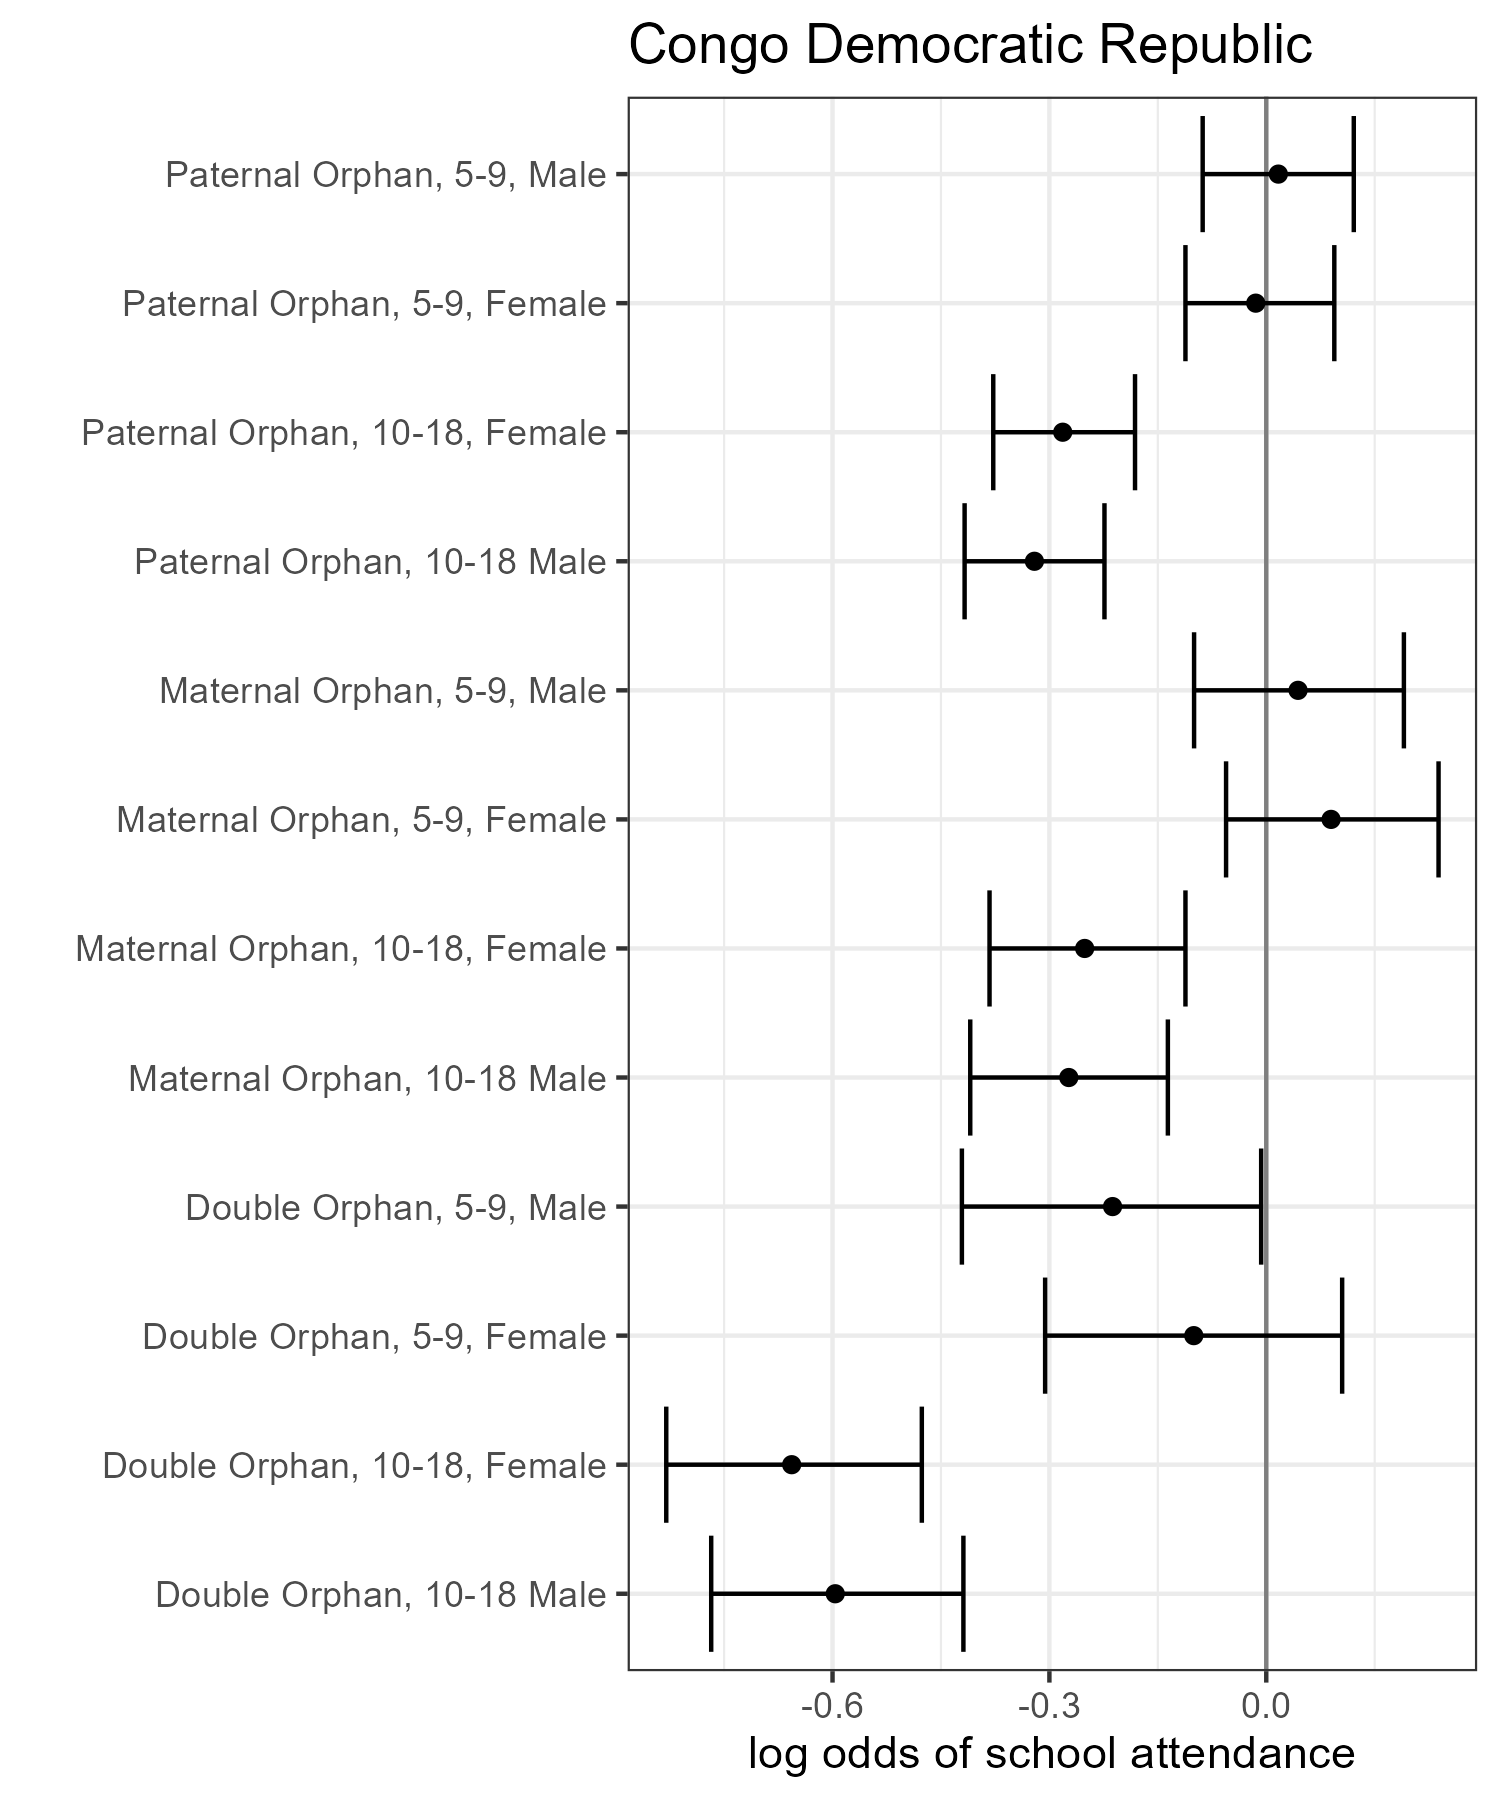 Congo Democratic Republic
Paternal Orphan, 5-9, Male
Paternal Orphan, 5-9, Female
Paternal Orphan, 10-18, Female
Paternal Orphan, 10-18 Male
Maternal Orphan, 5-9, Male
Maternal Orphan, 5-9, Female
Maternal Orphan, 10-18, Female
Maternal Orphan, 10-18 Male
Double Orphan, 5-9, Male
Double Orphan, 5-9, Female
Double Orphan, 10-18, Female
Double Orphan, 10-18 Male
-0.6 -0.3 0.0
log odds of school attendance